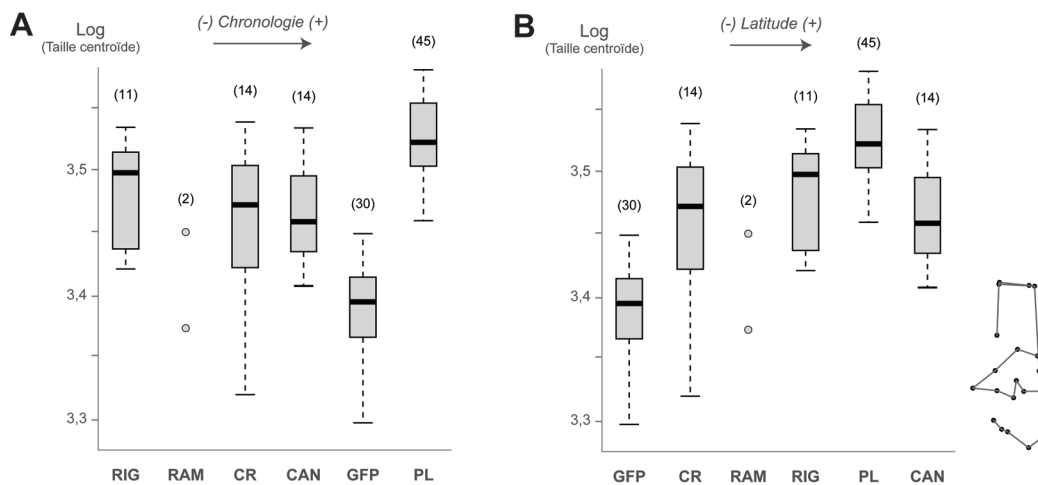 A
Log
(Taille centroïde)
(-) Chronologie (+)
(11)
(2)
(14)
(14)
(30)
(45)
3,5
3,4
3,3
RIG RAM CR CAN GFP PL
B
Log
(Taille centroïde)
(-) Latitude (+)
(30)
(14)
(2)
(11)
(45)
(14)
3,5
3,4
3,3
GFP CR RAM RIG PL CAN